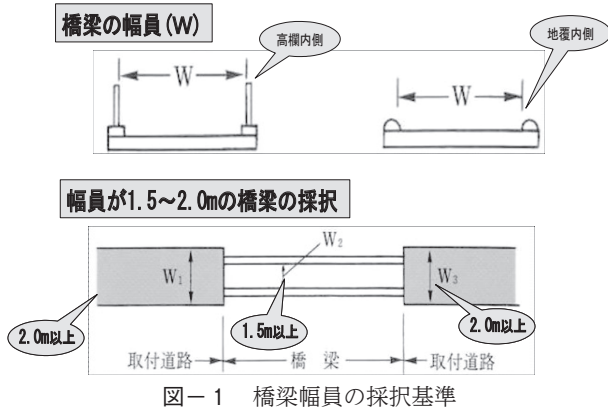 橋梁の幅員(W)
高欄内側
地覆内側
W
W
幅員が1.5〜2.0mの橋梁の採択
W₁
W₂
W₃
2.0m以上
1.5m以上
2.0m以上
取付道路
橋 梁
取付道路
図－1 橋梁幅員の採択基準